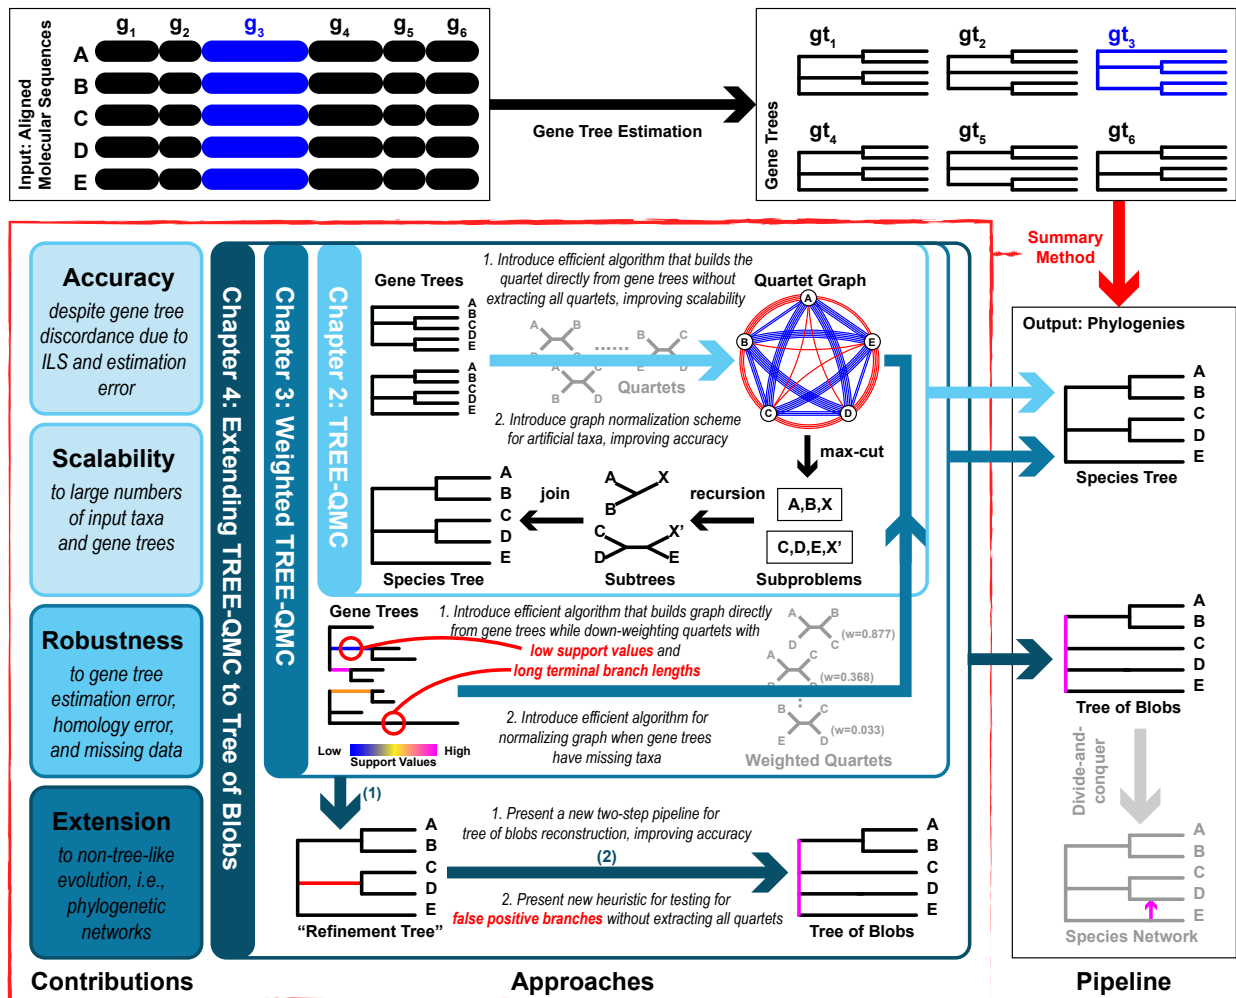 Input: Aligned
Molecular Sequences
g1 g2 g3 g4 g5 g6
A
B
C
D
E
Gene Tree Estimation
Gene Trees
gt1 gt2 gt3
gt4 gt5 gt6
Summary
Method
Accuracy
despite gene tree
discordance due to
ILS and estimation
error
Scalability
to large numbers
of input taxa
and gene trees
Robustness
to gene tree
estimation error,
homology error,
and missing data
Extension
to non-tree-like
evolution, i.e.,
phylogenetic
networks
Contributions
Chapter 4: Extending TREE-QMC to Tree of Blobs
Chapter 3: Weighted TREE-QMC
Chapter 2: TREE-QMC
Gene Trees
A
B
C
D
E
A
B
C
D
E
1. Introduce efficient algorithm that builds the
quartet directly from gene trees without
extracting all quartets, improving scalability
A B
D C
......
B C
E D
A C
B D
Quartets
2. Introduce graph normalization scheme
for artificial taxa, improving accuracy
Quartet Graph
A
B
E
C
D
max-cut
A,B,X
C,D,E,X'
Subproblems
recursion
A X
B
C X'
D E
Subtrees
join
A
B
C
D
E
Species Tree
Gene Trees
Low High
Support Values
1. Introduce efficient algorithm that builds graph directly
from gene trees while down-weighting quartets with
low support values and
long terminal branch lengths
2. Introduce efficient algorithm for
normalizing graph when gene trees
have missing taxa
A B
D C (w=0.877)
A C
B D (w=0.368)
B C
E D (w=0.033)
Weighted Quartets
(1)
A
B
C
D
E
"Refinement Tree"
1. Present a new two-step pipeline for
tree of blobs reconstruction, improving accuracy
(2)
2. Present new heuristic for testing for
false positive branches without extracting all quartets
A
B
C
D
E
Tree of Blobs
Approaches
Output: Phylogenies
A
B
C
D
E
Species Tree
A
B
C
D
E
Tree of Blobs
Divide-and-
conquer
A
B
C
D
E
Species Network
Pipeline